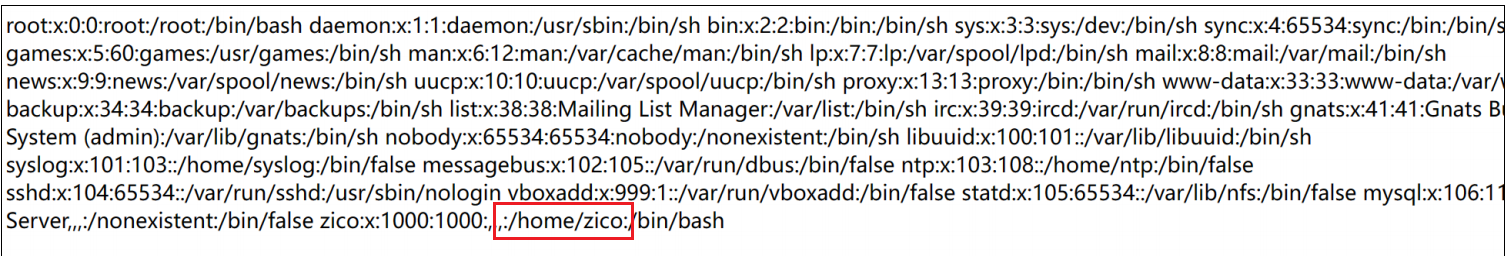 root:x:0:0:root:/root:/bin/bash daemon:x:1:1:daemon:/usr/sbin:/bin/sh bin:x:2:2:bin:/bin:/bin/sh sys:x:3:3:sys:/dev:/bin/sh sync:x:4:65534:sync:/bin:/bin/s
games:x:5:60:games:/usr/games:/bin/sh man:x:6:12:man:/var/cache/man:/bin/sh lp:x:7:7:lp:/var/spool/lpd:/bin/sh mail:x:8:8:mail:/var/mail:/bin/sh
news:x:9:9:news:/var/spool/news:/bin/sh uucp:x:10:10:uucp:/var/spool/uucp:/bin/sh proxy:x:13:13:proxy:/bin:/bin/sh www-data:x:33:33:www-data:/var/
backup:x:34:34:backup:/var/backups:/bin/sh list:x:38:38:Mailing List Manager:/var/list:/bin/sh irc:x:39:39:ircd:/var/run/ircd:/bin/sh gnats:x:41:41:Gnats
System (admin):/var/lib/gnats:/bin/sh nobody:x:65534:65534:nobody:/nonexistent:/bin/sh libuuid:x:100:101::/var/lib/libuuid:/bin/sh
syslog:x:101:103::/home/syslog:/bin/false messagebus:x:102:105::/var/run/dbus:/bin/false ntp:x:103:108::/home/ntp:/bin/false
sshd:x:104:65534::/var/run/sshd:/usr/sbin/nologin vboxadd:x:999:1::/var/run/vboxadd:/bin/false statd:x:105:65534::/var/lib/nfs:/bin/false mysql:x:106:11
Server,,,:/nonexistent:/bin/false zico:x:1000:1000:,,,:/home/zico:/bin/bash